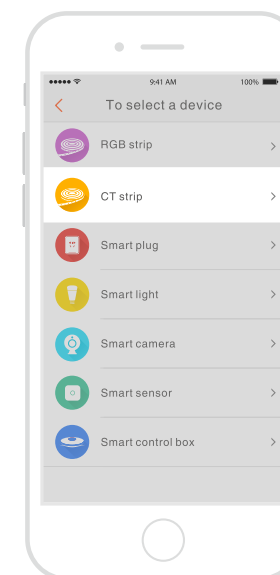 9:41 AM
100%
To select a device
RGB strip
CT strip
Smart plug
Smart light
Smart camera
Smart sensor
Smart control box